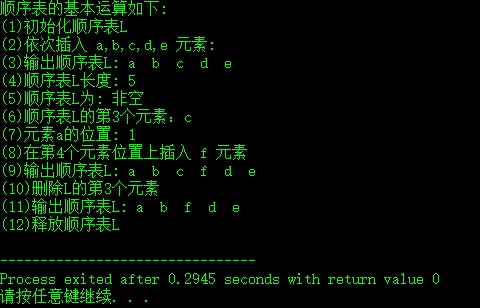 顺序表的基本运算如下:
(1)初始化顺序表L
(2)依次插入 a,b,c,d,e 元素:
(3)输出顺序表L: a  b  c  d  e
(4)顺序表L长度: 5
(5)顺序表L为: 非空
(6)顺序表L的第3个元素：c
(7)元素a的位置: 1
(8)在第4个元素位置上插入 f 元素
(9)输出顺序表L: a  b  c  f  d  e
(10)删除L的第3个元素
(11)输出顺序表L: a  b  f  d  e
(12)释放顺序表L
--------------------------------
Process exited after 0.2945 seconds with return value 0
请按任意键继续. . .